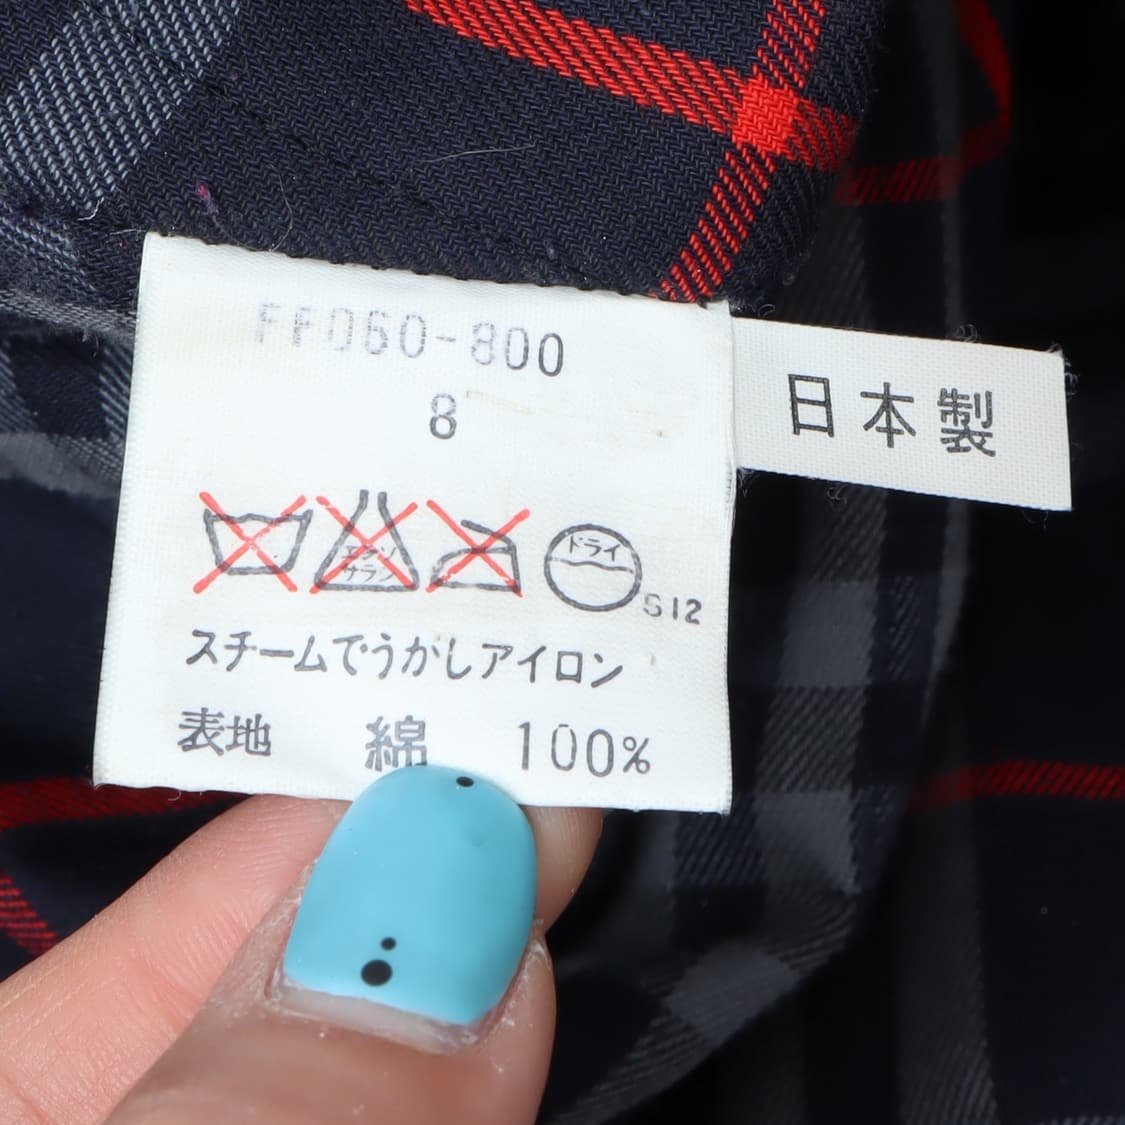 FF060-800
8
日本製
エンソ
サラシ
ドライ
S12
スチームでうかしアイロン
表地 綿 100%